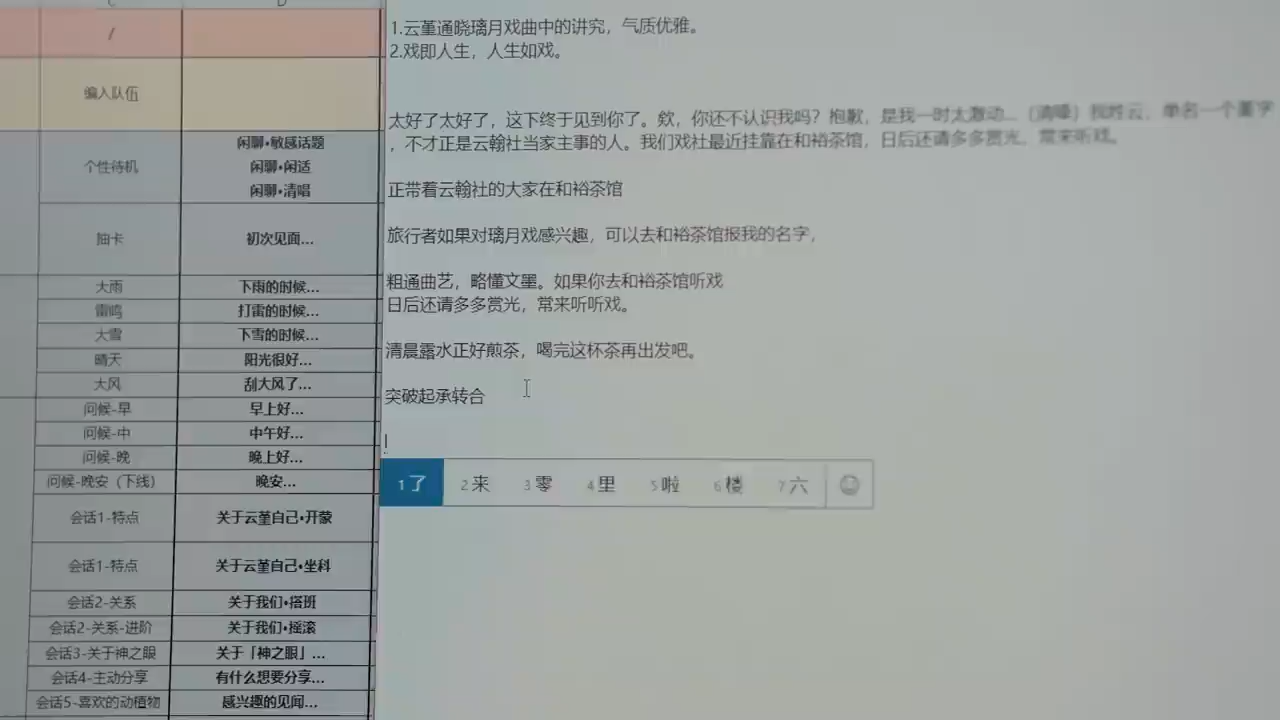 C D
/
编入队伍
个性待机 闲聊•敏感话题
闲聊•闲适
闲聊•清唱
抽卡 初次见面...
大雨 下雨的时候...
雷鸣 打雷的时候...
大雪 下雪的时候...
晴天 阳光很好...
大风 刮大风了...
问候-早 早上好...
问候-中 中午好...
问候-晚 晚上好...
问候-晚安（下线） 晚安...
会话1-特点 关于云堇自己•开蒙
会话1-特点 关于云堇自己•坐科
会话2-关系 关于我们•搭班
会话2-关系-进阶 关于我们•摇滚
会话3-关于神之眼 关于「神之眼」...
会话4-主动分享 有什么想要分享...
会话5-喜欢的动植物 感兴趣的见闻...
1.云堇通晓璃月戏曲中的讲究，气质优雅。
2.戏即人生，人生如戏。
太好了太好了，这下终于见到你了。欸，你还不认识我吗？抱歉，是我一时太激动...（清嗓）我姓云，单名一个堇字
，不才正是云翰社当家主事的人。我们戏社最近挂靠在和裕茶馆，日后还请多多赏光，常来听戏。
正带着云翰社的大家在和裕茶馆
旅行者如果对璃月戏感兴趣，可以去和裕茶馆报我的名字，
粗通曲艺，略懂文墨。如果你去和裕茶馆听戏
日后还请多多赏光，常来听听戏。
清晨露水正好煎茶，喝完这杯茶再出发吧。
突破起承转合
1了 2来 3零 4里 5啦 6楼 7六